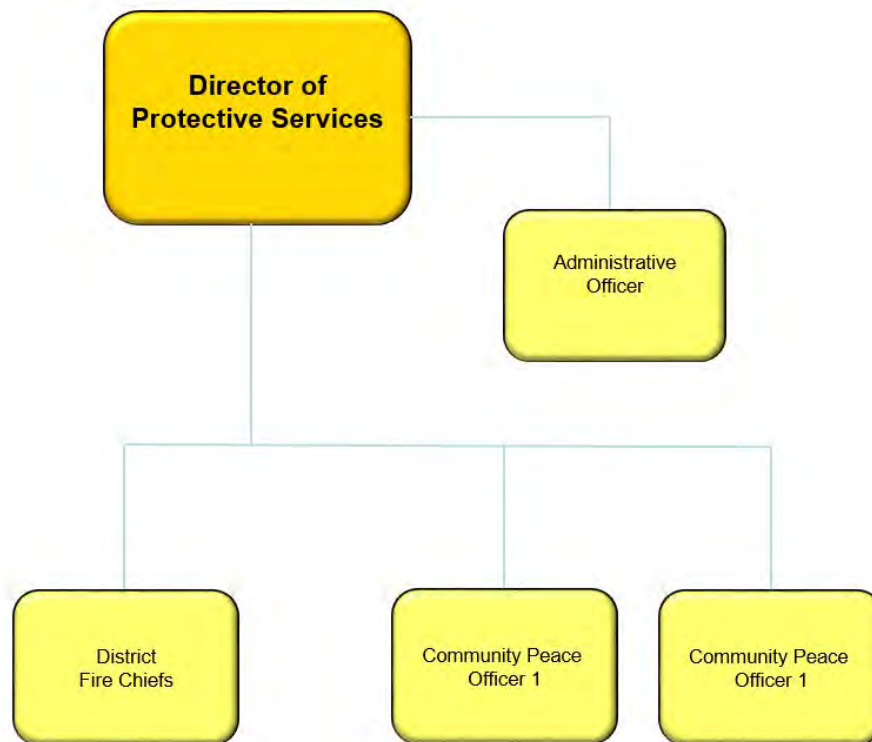 Director of
Protective Services
Administrative
Officer
District
Fire Chiefs
Community Peace
Officer 1
Community Peace
Officer 1